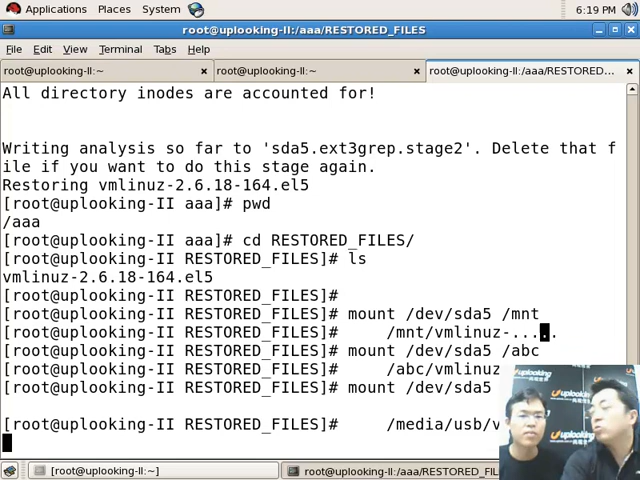 Applications Places System 6:19 PM
root@uplooking-II:/aaa/RESTORED_FILES
File Edit View Terminal Tabs Help
root@uplooking-II:~ root@uplooking-II:~ root@uplooking-II:/aaa/RESTORED...
All directory inodes are accounted for!
Writing analysis so far to 'sda5.ext3grep.stage2'. Delete that f
ile if you want to do this stage again.
Restoring vmlinuz-2.6.18-164.el5
[root@uplooking-II aaa]# pwd
/aaa
[root@uplooking-II aaa]# cd RESTORED_FILES/
[root@uplooking-II RESTORED_FILES]# ls
vmlinuz-2.6.18-164.el5
[root@uplooking-II RESTORED_FILES]#
[root@uplooking-II RESTORED_FILES]# mount /dev/sda5 /mnt
[root@uplooking-II RESTORED_FILES]# /mnt/vmlinuz-.....
[root@uplooking-II RESTORED_FILES]# mount /dev/sda5 /abc
[root@uplooking-II RESTORED_FILES]# /abc/vmlinuz
[root@uplooking-II RESTORED_FILES]# mount /dev/sda5
[root@uplooking-II RESTORED_FILES]# /media/usb/v
uplooking
uplooking
[root@uplooking-II:~] root@uplooking-II:/aaa/RESTORED_FIL